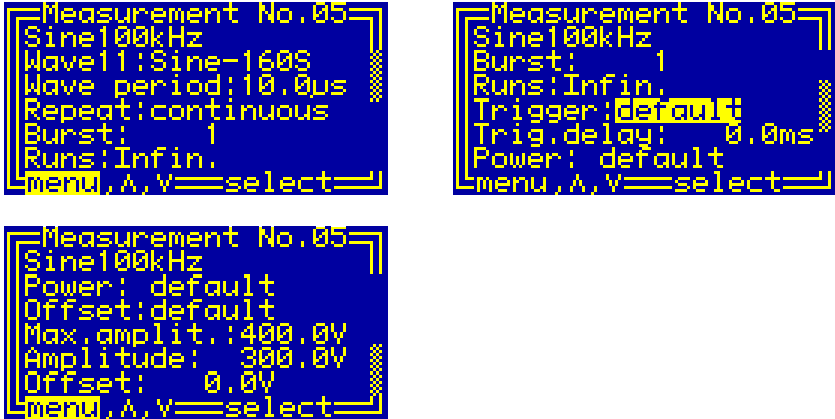 Measurement No.05
Sine100kHz
Wave11:Sine-160S
Wave period:10.0µs
Repeat:continuous
Burst: 1
Runs:Infin.
menu,Λ,V select
Measurement No.05
Sine100kHz
Burst: 1
Runs:Infin.
Trigger:default
Trig.delay: 0.0ms
Power: default
menu,Λ,V select
Measurement No.05
Sine100kHz
Power: default
Offset:default
Max.amplit.:400.0V
Amplitude: 300.0V
Offset: 0.0V
menu,Λ,V select